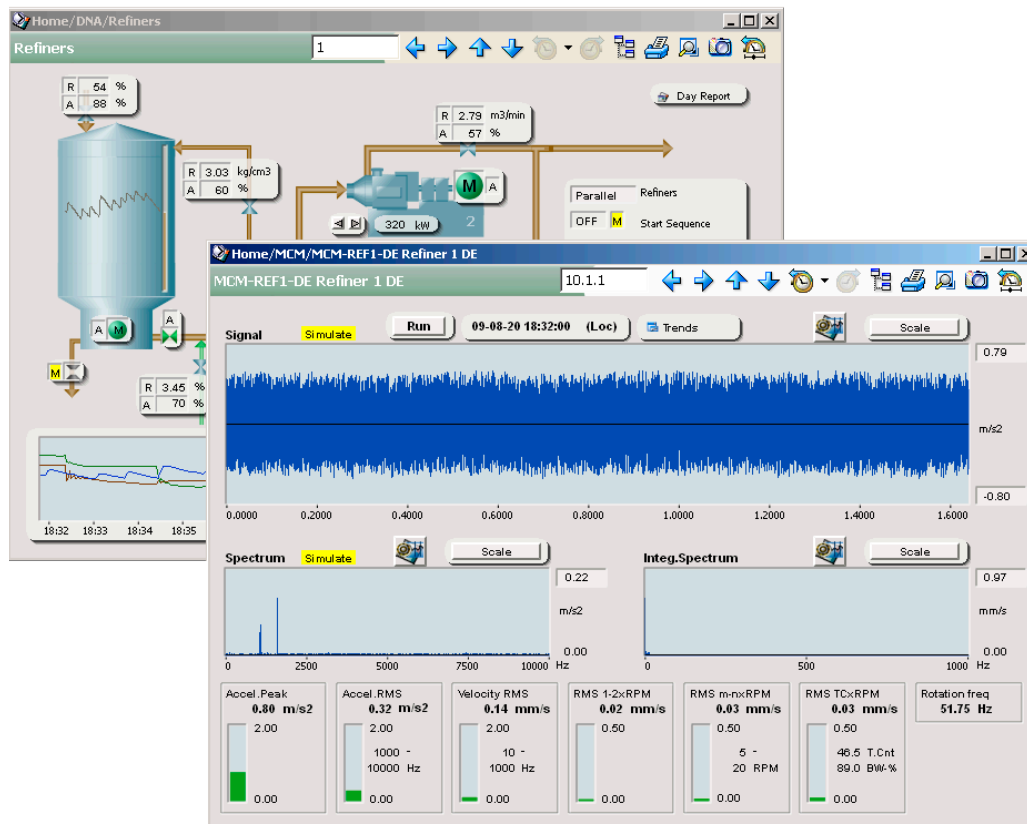 Home/DNA/Refiners
Refiners 1
R 54 %
A 88 %
Day Report
R 2.79 m3/min
A 57 %
R 3.03 kg/cm3
A 60 %
M A
Parallel Refiners
2
320 kW
OFF M Start Sequence
A
A M
M
R 3.45 %
A 70 %
18:32 18:33 18:34 18:35
Home/MCM/MCM-REF1-DE Refiner 1 DE
MCM-REF1-DE Refiner 1 DE 10.1.1
Signal Simulate Run 09-08-20 18:32:00 (Loc) Trends Scale
0.79
m/s2
-0.80
0.0000 0.2000 0.4000 0.6000 0.8000 1.0000 1.2000 1.4000 1.6000
Spectrum Simulate Scale
0.22
m/s2
0.00
0 2500 5000 7500 10000 Hz
Integ.Spectrum Scale
0.97
mm/s
0.00
0 500 1000 Hz
Accel.Peak
0.80 m/s2
2.00
0.00
Accel.RMS
0.32 m/s2
2.00
1000 -
10000 Hz
0.00
Velocity RMS
0.14 mm/s
2.00
10 -
1000 Hz
0.00
RMS 1-2xRPM
0.02 mm/s
0.50
0.00
RMS m-nxRPM
0.03 mm/s
0.50
5 -
20 RPM
0.00
RMS TCxRPM
0.03 mm/s
0.50
46.5 T.Cnt
89.0 BW-%
0.00
Rotation freq
51.75 Hz